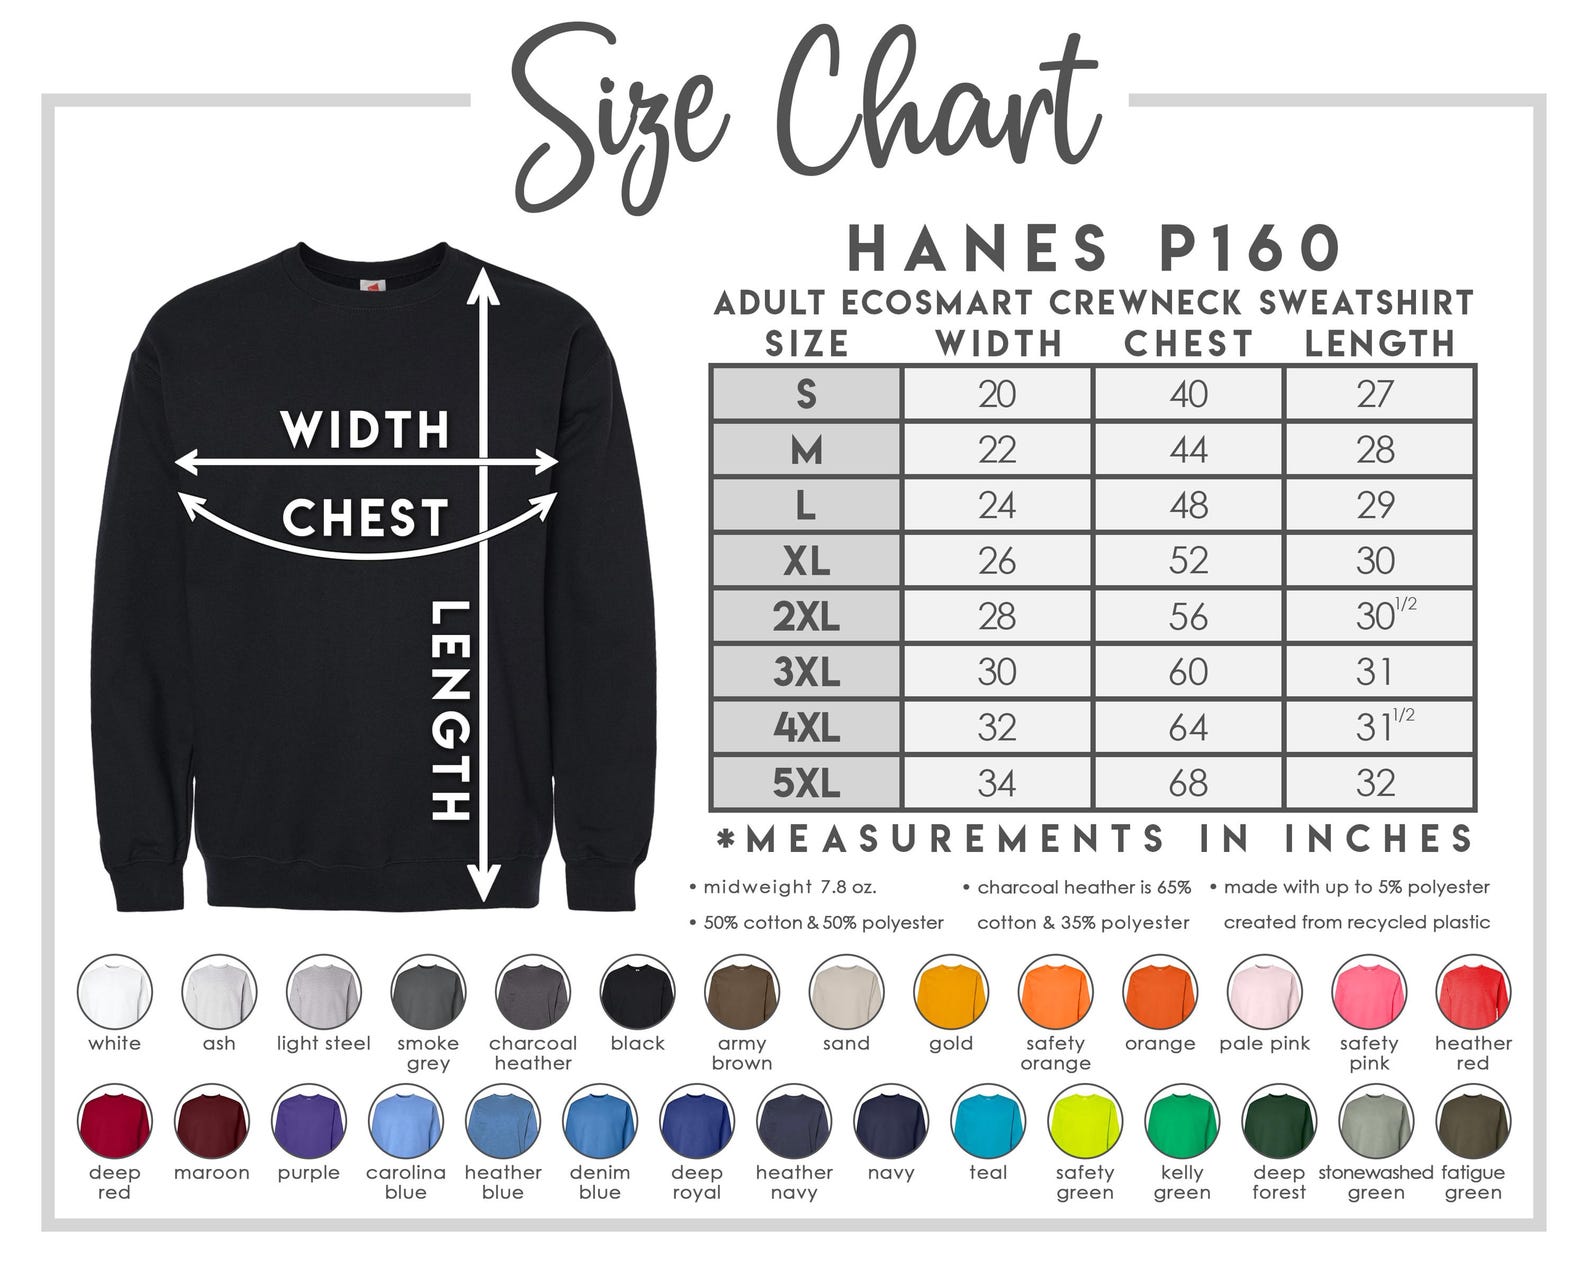 Size Chart
HANES P160
ADULT ECOSMART CREWNECK SWEATSHIRT
SIZE WIDTH CHEST LENGTH
S 20 40 27
M 22 44 28
L 24 48 29
XL 26 52 30
2XL 28 56 30 1/2
3XL 30 60 31
4XL 32 64 31 1/2
5XL 34 68 32
*MEASUREMENTS IN INCHES
WIDTH
CHEST
LENGTH
• midweight 7.8 oz.
• 50% cotton & 50% polyester
• charcoal heather is 65%
cotton & 35% polyester
• made with up to 5% polyester
created from recycled plastic
white
ash
light steel
smoke
grey
charcoal
heather
black
army
brown
sand
gold
safety
orange
orange
pale pink
safety
pink
heather
red
deep
red
maroon
purple
carolina
blue
heather
blue
denim
blue
deep
royal
heather
navy
navy
teal
safety
green
kelly
green
deep
forest
stonewashed
green
fatigue
green